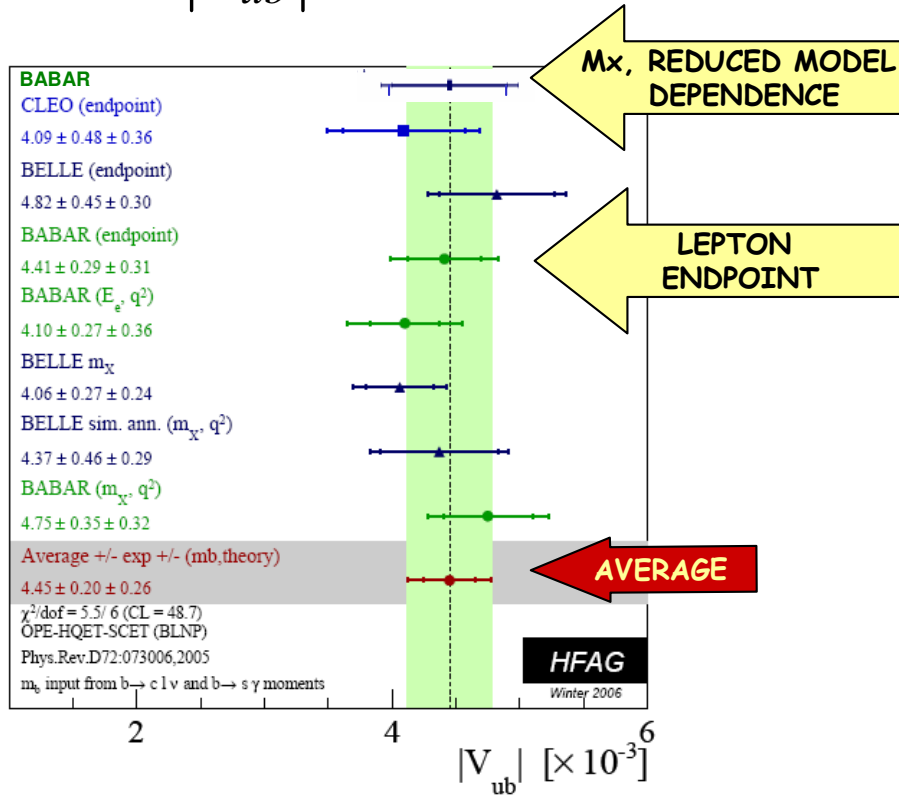 BABAR
CLEO (endpoint)
4.09 ± 0.48 ± 0.36
BELLE (endpoint)
4.82 ± 0.45 ± 0.30
BABAR (endpoint)
4.41 ± 0.29 ± 0.31
BABAR (Ee, q²)
4.10 ± 0.27 ± 0.36
BELLE mX
4.06 ± 0.27 ± 0.24
BELLE sim. ann. (mX, q²)
4.37 ± 0.46 ± 0.29
BABAR (mX, q²)
4.75 ± 0.35 ± 0.32
Average +/- exp +/- (mb,theory)
4.45 ± 0.20 ± 0.26
χ²/dof = 5.5/ 6 (CL = 48.7)
OPE-HQET-SCET (BLNP)
Phys.Rev.D72:073006,2005
mb input from b→ c l ν and b→ s γ moments
Mx, REDUCED MODEL
DEPENDENCE
LEPTON
ENDPOINT
AVERAGE
HFAG
Winter 2006
2 4 6
|Vub| [× 10⁻³]